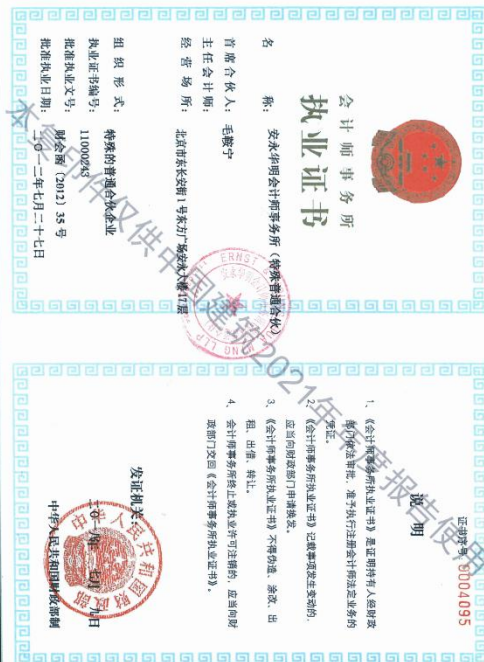 会计师事务所
执业证书
名 称: 安永华明会计师事务所(特殊普通合伙)
首席合伙人: 毛鞍宁
主任会计师:
经 营 场 所: 北京市东长安街1号东方广场安永大楼17层
组 织 形 式: 特殊的普通合伙企业
执业证书编号: 11000243
批准执业文号: 财会函〔2012〕35号
批准执业日期: 二〇一二年七月二十七日
证书序号: 0004095
说 明
1、《会计师事务所执业证书》是证明持有人经财政
部门依法审批,准予执行注册会计师法定业务的
凭证。
2、《会计师事务所执业证书》记载事项发生变动的,
应当向财政部门申请换发。
3、《会计师事务所执业证书》不得伪造、涂改、出
租、出借、转让。
4、会计师事务所终止或执业许可注销的,应当向财
政部门交回《会计师事务所执业证书》。
发证机关:
中华人民共和国财政部制
本复印件仅供中国建筑2021年年度报告使用